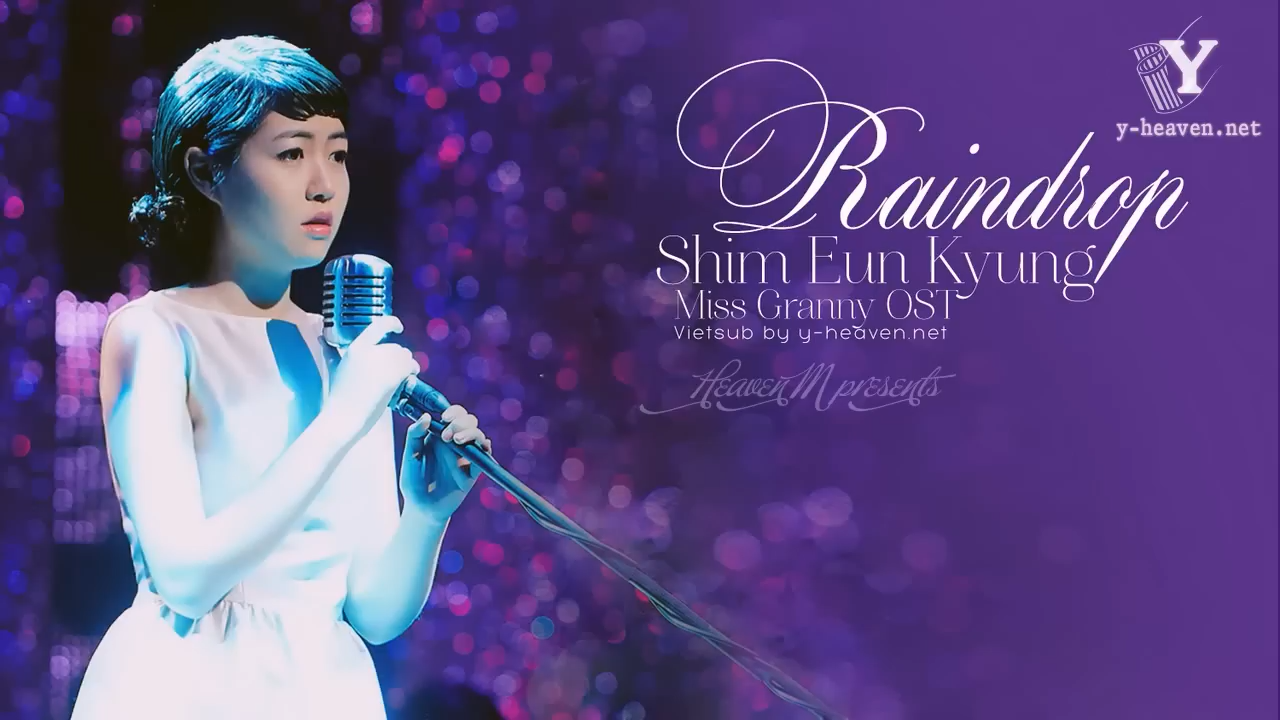 Y
y-heaven.net
Raindrop
Shim Eun Kyung
Miss Granny OST
Vietsub by y-heaven.net
HeavenM presents